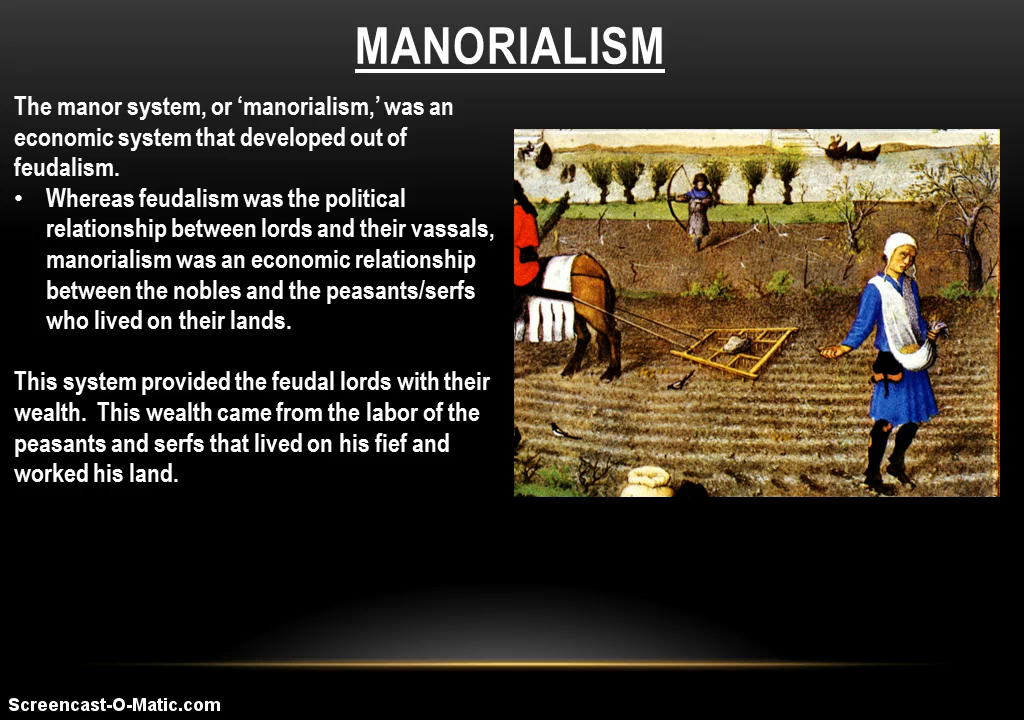 MANORIALISM
The manor system, or ‘manorialism,’ was an
economic system that developed out of
feudalism.
• Whereas feudalism was the political
relationship between lords and their vassals,
manorialism was an economic relationship
between the nobles and the peasants/serfs
who lived on their lands.
This system provided the feudal lords with their
wealth.  This wealth came from the labor of the
peasants and serfs that lived on his fief and
worked his land.
Screencast-O-Matic.com